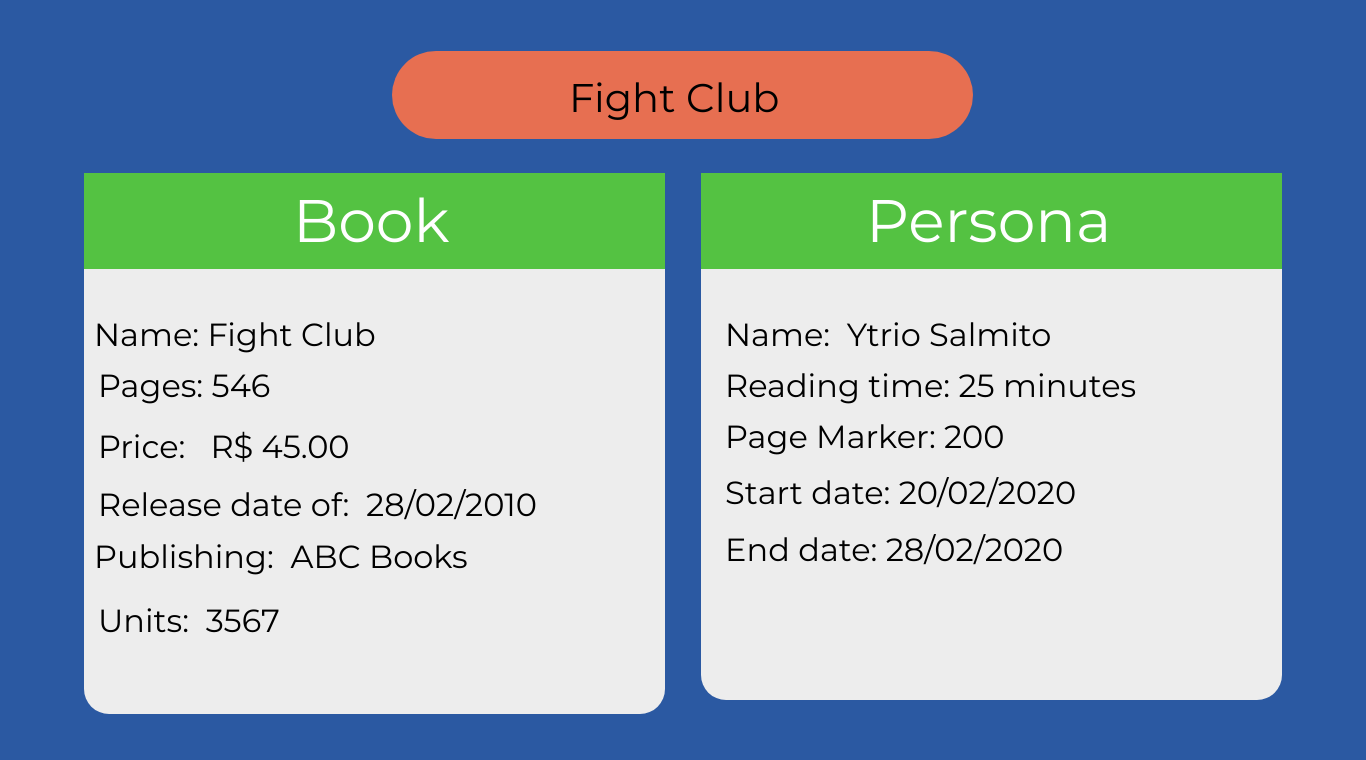 Fight Club
Book
Name: Fight Club
Pages: 546
Price: R$ 45.00
Release date of: 28/02/2010
Publishing: ABC Books
Units: 3567
Persona
Name: Ytrio Salmito
Reading time: 25 minutes
Page Marker: 200
Start date: 20/02/2020
End date: 28/02/2020